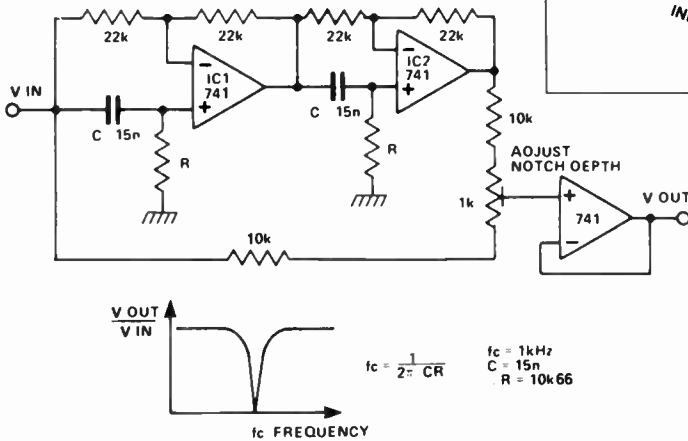 22k
22k
22k
22k
INI
V IN
IC1
741
IC2
741
C
15n
C
15n
R
R
10k
AOJUST
NOTCH OEPTH
1k
741
V OUT
10k
V OUT
V IN
fc = 1
2π CR
fc = 1kHz
C = 15n
R = 10k66
fc FREQUENCY